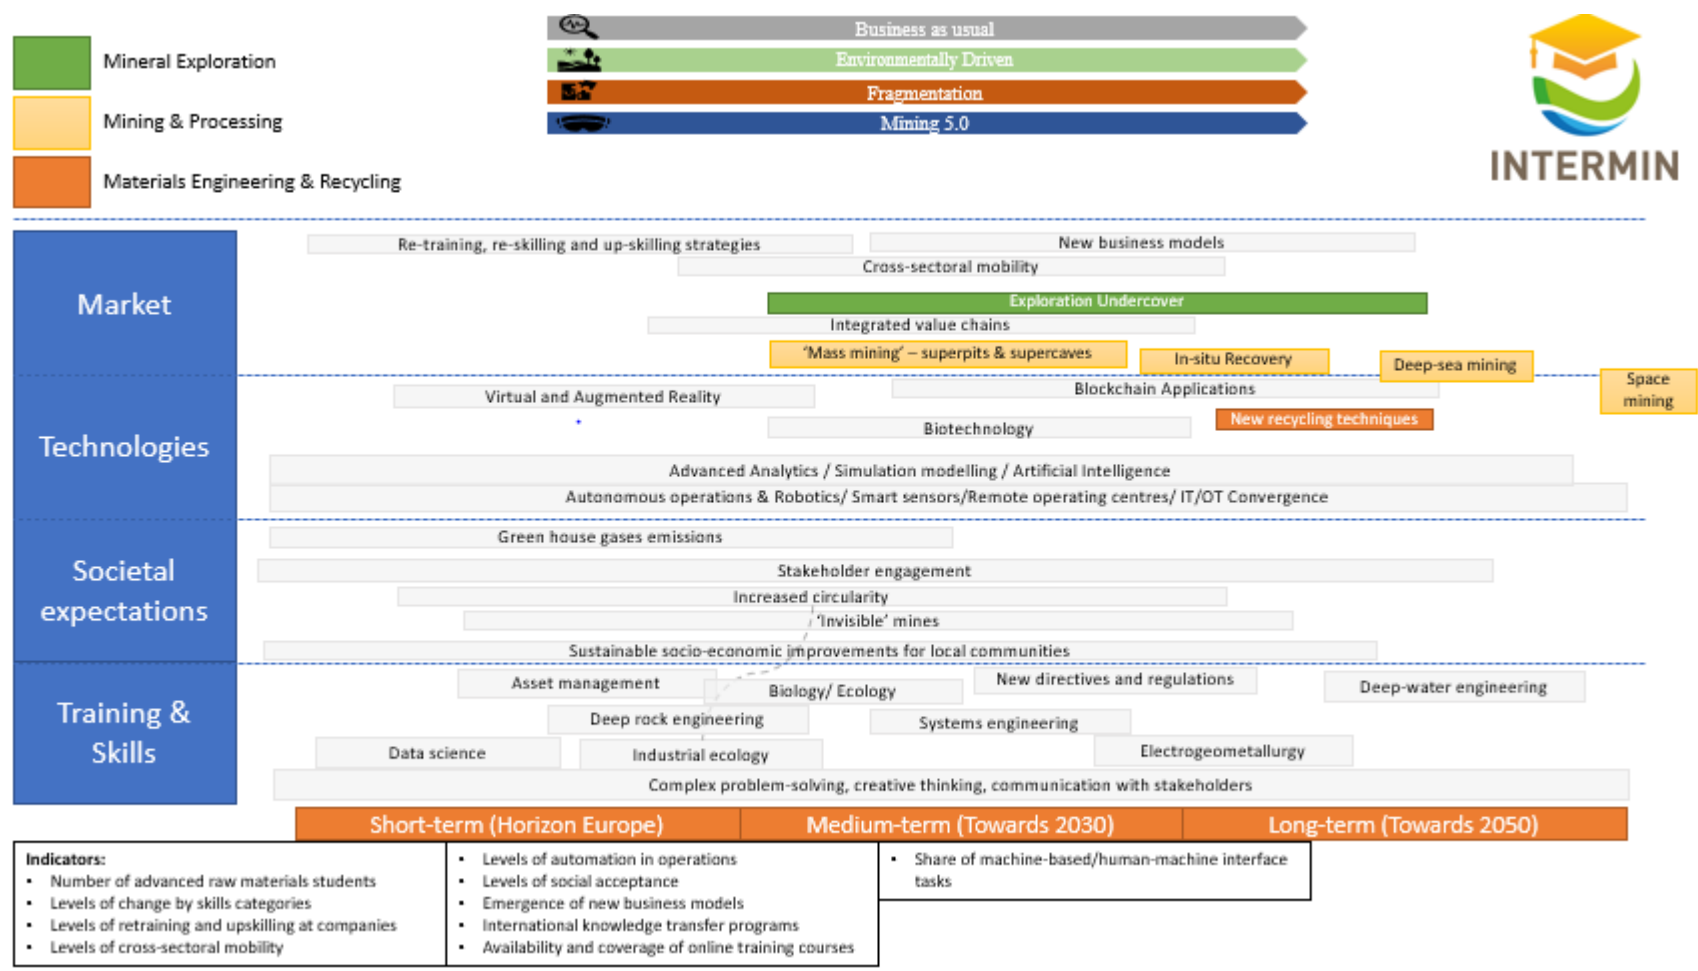 Business as usual
Environmentally Driven
Fragmentation
Mining 5.0
Mineral Exploration
Mining & Processing
Materials Engineering & Recycling
INTERMIN
Market
Re-training, re-skilling and up-skilling strategies
New business models
Cross-sectoral mobility
Exploration Undercover
Integrated value chains
‘Mass mining’ – superpits & supercaves
In-situ Recovery
Deep-sea mining
Space
mining
Technologies
Virtual and Augmented Reality
Blockchain Applications
Biotechnology
New recycling techniques
Advanced Analytics / Simulation modelling / Artificial Intelligence
Autonomous operations & Robotics/ Smart sensors/Remote operating centres/ IT/OT Convergence
Societal
expectations
Green house gases emissions
Stakeholder engagement
Increased circularity
‘Invisible’ mines
Sustainable socio-economic improvements for local communities
Training &
Skills
Asset management
Biology/ Ecology
New directives and regulations
Deep-water engineering
Deep rock engineering
Systems engineering
Data science
Industrial ecology
Electrogeometallurgy
Complex problem-solving, creative thinking, communication with stakeholders
Short-term (Horizon Europe)
Medium-term (Towards 2030)
Long-term (Towards 2050)
Indicators:
▪ Number of advanced raw materials students
▪ Levels of change by skills categories
▪ Levels of retraining and upskilling at companies
▪ Levels of cross-sectoral mobility
▪ Levels of automation in operations
▪ Levels of social acceptance
▪ Emergence of new business models
▪ International knowledge transfer programs
▪ Availability and coverage of online training courses
▪ Share of machine-based/human-machine interface
tasks